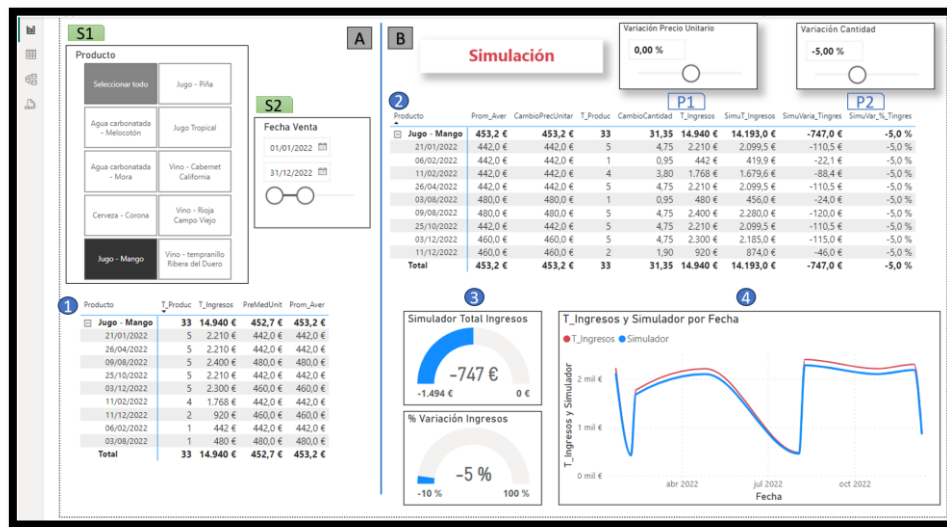 S1
A
Producto
Seleccionar todo
Jugo - Piña
Agua carbonatada
- Melocotón
Jugo Tropical
Agua carbonatada
- Mora
Vino - Cabernet
California
Cerveza - Corona
Vino - Rioja
Campo Viejo
Jugo - Mango
Vino - tempranillo
Ribera del Duero
S2
Fecha Venta
01/01/2022
31/12/2022
1
Producto T_Produc T_Ingresos PreMedUnit Prom_Aver
Jugo - Mango 33 14.940 € 452,7 € 453,2 €
21/01/2022 5 2.210 € 442,0 € 442,0 €
26/04/2022 5 2.210 € 442,0 € 442,0 €
09/08/2022 5 2.400 € 480,0 € 480,0 €
25/10/2022 5 2.210 € 442,0 € 442,0 €
03/12/2022 5 2.300 € 460,0 € 460,0 €
11/02/2022 4 1.768 € 442,0 € 442,0 €
11/12/2022 2 920 € 460,0 € 460,0 €
06/02/2022 1 442 € 442,0 € 442,0 €
03/08/2022 1 480 € 480,0 € 480,0 €
Total 33 14.940 € 452,7 € 453,2 €
B
Simulación
Variación Precio Unitario
0,00 %
Variación Cantidad
-5,00 %
P1
P2
2
Producto Prom_Aver CambioPrecUnitar T_Produc CambioCantidad T_Ingresos SimuT_Ingresos SimuVaria_Tingres SimuVar_%_Tingres
Jugo - Mango 453,2 € 453,2 € 33 31,35 14.940 € 14.193,0 € -747,0 € -5,0 %
21/01/2022 442,0 € 442,0 € 5 4,75 2.210 € 2.099,5 € -110,5 € -5,0 %
06/02/2022 442,0 € 442,0 € 1 0,95 442 € 419,9 € -22,1 € -5,0 %
11/02/2022 442,0 € 442,0 € 4 3,80 1.768 € 1.679,6 € -88,4 € -5,0 %
26/04/2022 442,0 € 442,0 € 5 4,75 2.210 € 2.099,5 € -110,5 € -5,0 %
03/08/2022 480,0 € 480,0 € 1 0,95 480 € 456,0 € -24,0 € -5,0 %
09/08/2022 480,0 € 480,0 € 5 4,75 2.400 € 2.280,0 € -120,0 € -5,0 %
25/10/2022 442,0 € 442,0 € 5 4,75 2.210 € 2.099,5 € -110,5 € -5,0 %
03/12/2022 460,0 € 460,0 € 5 4,75 2.300 € 2.185,0 € -115,0 € -5,0 %
11/12/2022 460,0 € 460,0 € 2 1,90 920 € 874,0 € -46,0 € -5,0 %
Total 453,2 € 453,2 € 33 31,35 14.940 € 14.193,0 € -747,0 € -5,0 %
3
Simulador Total Ingresos
-747 €
-1.494 € 0 €
% Variación Ingresos
-5 %
-10 % 100 %
4
T_Ingresos y Simulador por Fecha
T_Ingresos Simulador
T_Ingresos y Simulador
2 mil €
1 mil €
0 mil €
abr 2022 jul 2022 oct 2022
Fecha